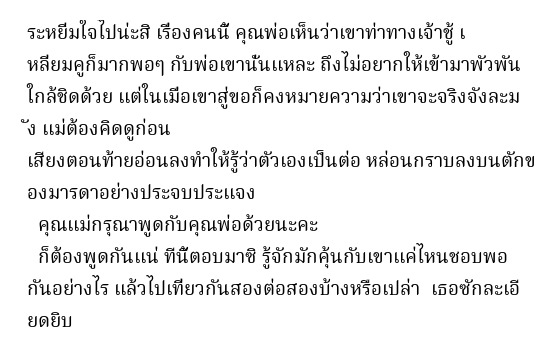 ระหยิมใจไปน่ะสิ เรื่องคนนี้ คุณพ่อเห็นว่าเขาท่าทางเจ้าชู้ เ
หลี่ยมคูก็มากพอๆ กับพ่อเขานั่นแหละ ถึงไม่อยากให้เข้ามาพัวพัน
ใกล้ชิดด้วย แต่ในเมื่อเขาสู่ขอก็คงหมายความว่าเขาจะจริงจังละม
ัง แม่ต้องคิดดูก่อน
เสียงตอนท้ายอ่อนลงทำให้รู้ว่าตัวเองเป็นต่อ หล่อนกราบลงบนตักข
องมารดาอย่างประจบประแจง
คุณแม่กรุณาพูดกับคุณพ่อด้วยนะคะ
ก็ต้องพูดกันแน่ ทีนี้ตอบมาซิ รู้จักมักคุ้นกับเขาแค่ไหนชอบพอ
กันอย่างไร แล้วไปเที่ยวกันสองต่อสองบ้างหรือเปล่า เธอซักละเอี
ยดยิบ